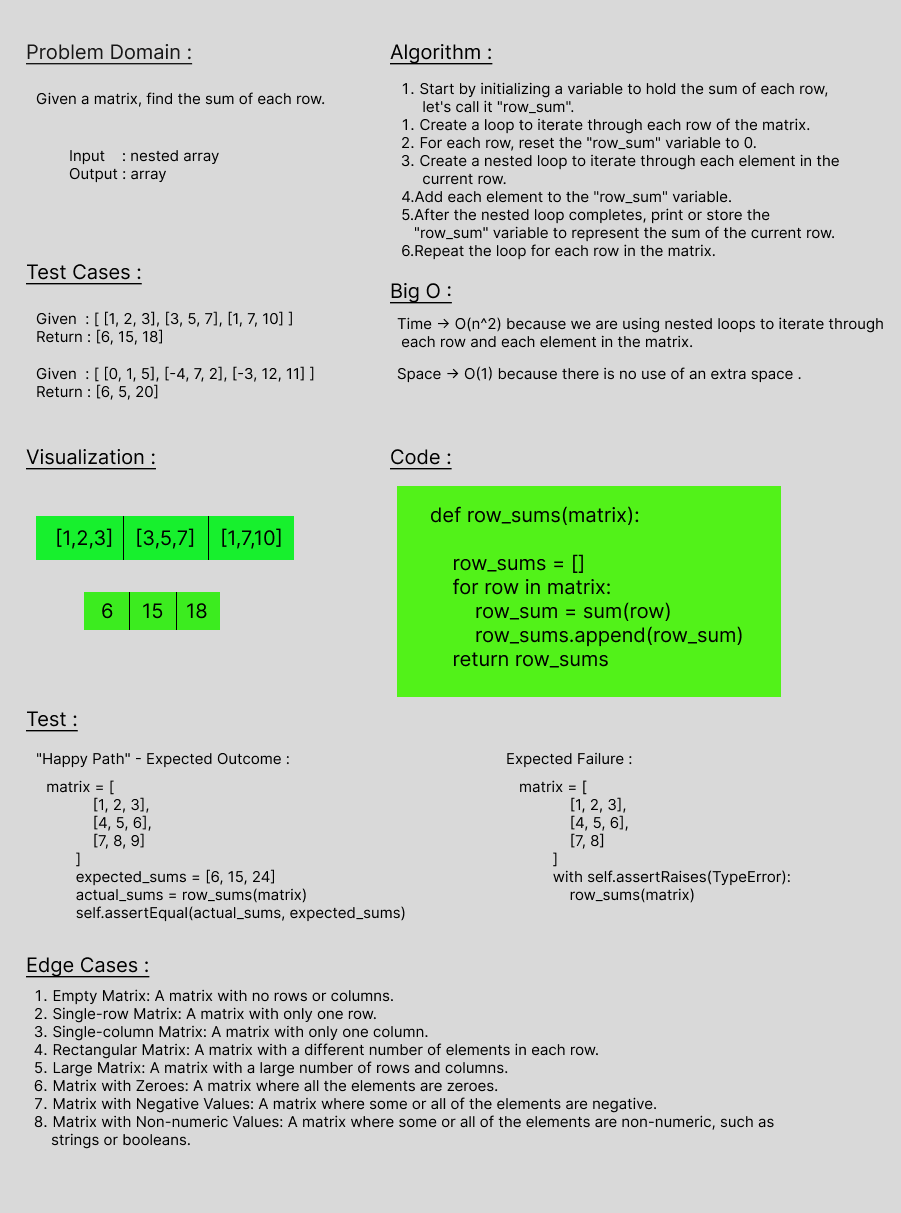 Problem Domain :
Given a matrix, find the sum of each row.
Input : nested array
Output : array
Test Cases :
Given : [ [1, 2, 3], [3, 5, 7], [1, 7, 10] ]
Return : [6, 15, 18]
Given : [ [0, 1, 5], [-4, 7, 2], [-3, 12, 11] ]
Return : [6, 5, 20]
Algorithm :
1. Start by initializing a variable to hold the sum of each row,
let's call it "row_sum".
1. Create a loop to iterate through each row of the matrix.
2. For each row, reset the "row_sum" variable to 0.
3. Create a nested loop to iterate through each element in the
current row.
4.Add each element to the "row_sum" variable.
5.After the nested loop completes, print or store the
"row_sum" variable to represent the sum of the current row.
6.Repeat the loop for each row in the matrix.
Big O :
Time → O(n^2) because we are using nested loops to iterate through
each row and each element in the matrix.
Space → O(1) because there is no use of an extra space .
Visualization :
[1,2,3] [3,5,7] [1,7,10]
6 15 18
Code :
def row_sums(matrix):
row_sums = []
for row in matrix:
row_sum = sum(row)
row_sums.append(row_sum)
return row_sums
Test :
"Happy Path" - Expected Outcome :
matrix = [
[1, 2, 3],
[4, 5, 6],
[7, 8, 9]
]
expected_sums = [6, 15, 24]
actual_sums = row_sums(matrix)
self.assertEqual(actual_sums, expected_sums)
Expected Failure :
matrix = [
[1, 2, 3],
[4, 5, 6],
[7, 8]
]
with self.assertRaises(TypeError):
row_sums(matrix)
Edge Cases :
1. Empty Matrix: A matrix with no rows or columns.
2. Single-row Matrix: A matrix with only one row.
3. Single-column Matrix: A matrix with only one column.
4. Rectangular Matrix: A matrix with a different number of elements in each row.
5. Large Matrix: A matrix with a large number of rows and columns.
6. Matrix with Zeroes: A matrix where all the elements are zeroes.
7. Matrix with Negative Values: A matrix where some or all of the elements are negative.
8. Matrix with Non-numeric Values: A matrix where some or all of the elements are non-numeric, such as
strings or booleans.